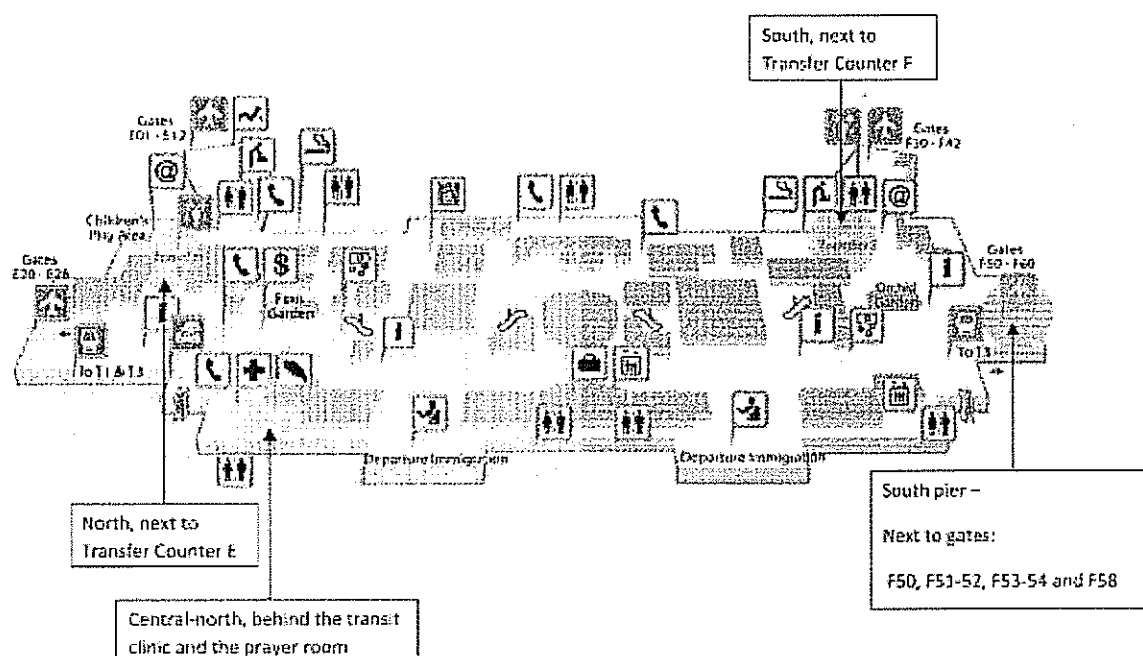 South, next to
Transfer Counter F
Gates
E01 - E12
Gates
F30 - F42
@
@
Children's
Play Area
Gates
E20 - E26
Gates
F50 - F60
$
Fern
Garden
Orchid
Garden
i
i
i
i
To T1 & T3
To T3
Departure Immigration
Departure Immigration
North, next to
Transfer Counter E
South pier –
Next to gates:
F50, F51-52, F53-54 and F58
Central-north, behind the transit
clinic and the prayer room